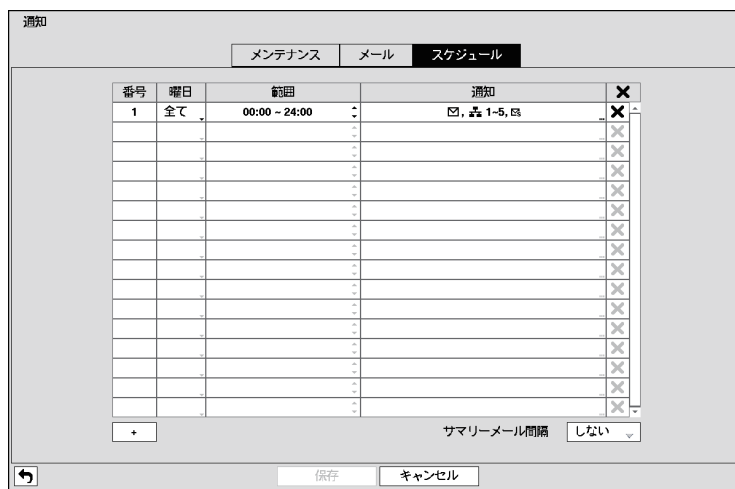 通知
メンテナンス メール スケジュール
番号 曜日 範囲 通知
1 全て 00:00 ~ 24:00 , 1~5,
+ サマリーメール間隔 しない
保存 キャンセル